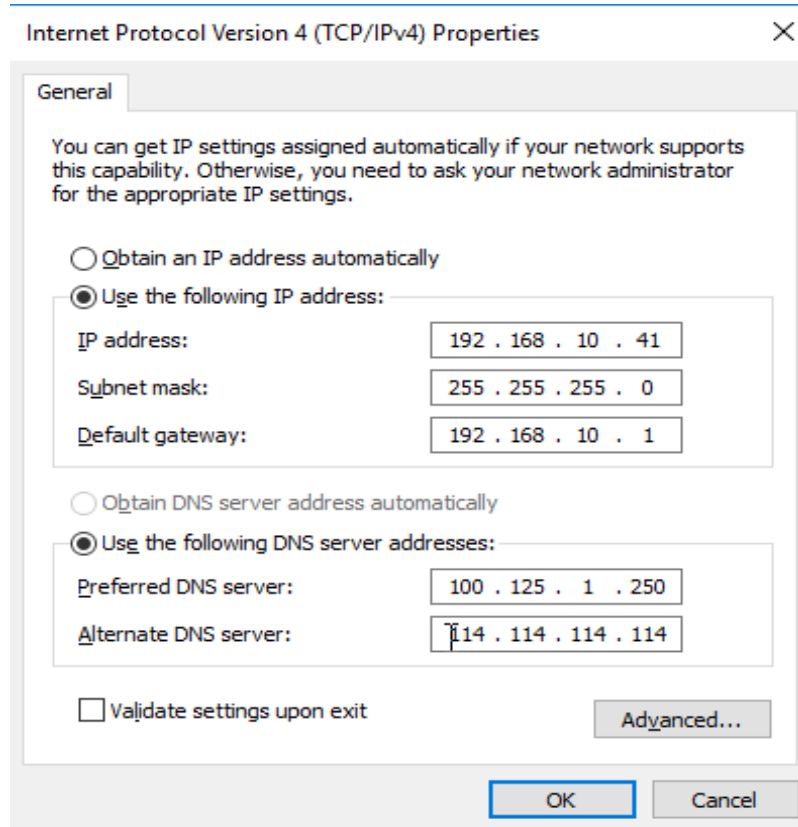 Internet Protocol Version 4 (TCP/IPv4) Properties
General
You can get IP settings assigned automatically if your network supports
this capability. Otherwise, you need to ask your network administrator
for the appropriate IP settings.
Obtain an IP address automatically
Use the following IP address:
IP address: 192 . 168 . 10 . 41
Subnet mask: 255 . 255 . 255 . 0
Default gateway: 192 . 168 . 10 . 1
Obtain DNS server address automatically
Use the following DNS server addresses:
Preferred DNS server: 100 . 125 . 1 . 250
Alternate DNS server: 114 . 114 . 114 . 114
Validate settings upon exit
Advanced...
OK Cancel